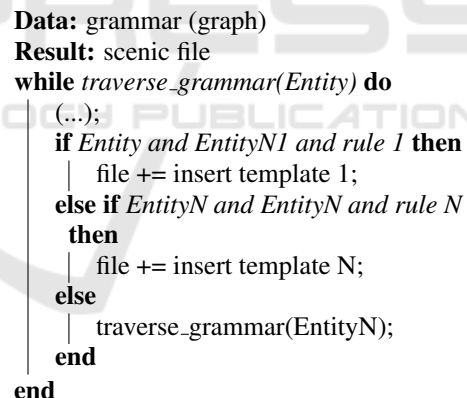 Data: grammar (graph)
Result: scenic file
while traverse_grammar(Entity) do
(...);
if Entity and EntityN1 and rule 1 then
file += insert template 1;
else if EntityN and EntityN and rule N
then
file += insert template N;
else
traverse_grammar(EntityN);
end
end